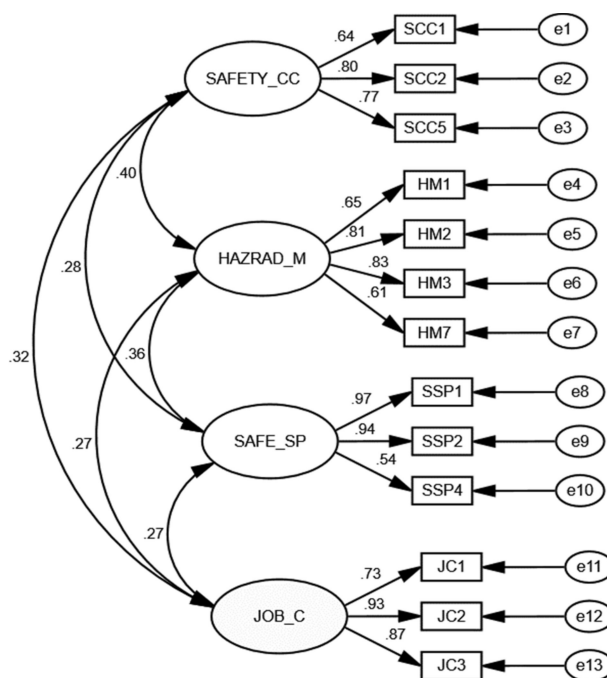 .64 SCC1 e1
SAFETY_CC .80 SCC2 e2
.77 SCC5 e3
.40
.65 HM1 e4
.81 HM2 e5
HAZRAD_M .83 HM3 e6
.28 .61 HM7 e7
.32 .36
.97 SSP1 e8
SAFE_SP .94 SSP2 e9
.27 .54 SSP4 e10
.27
.73 JC1 e11
JOB_C .93 JC2 e12
.87 JC3 e13